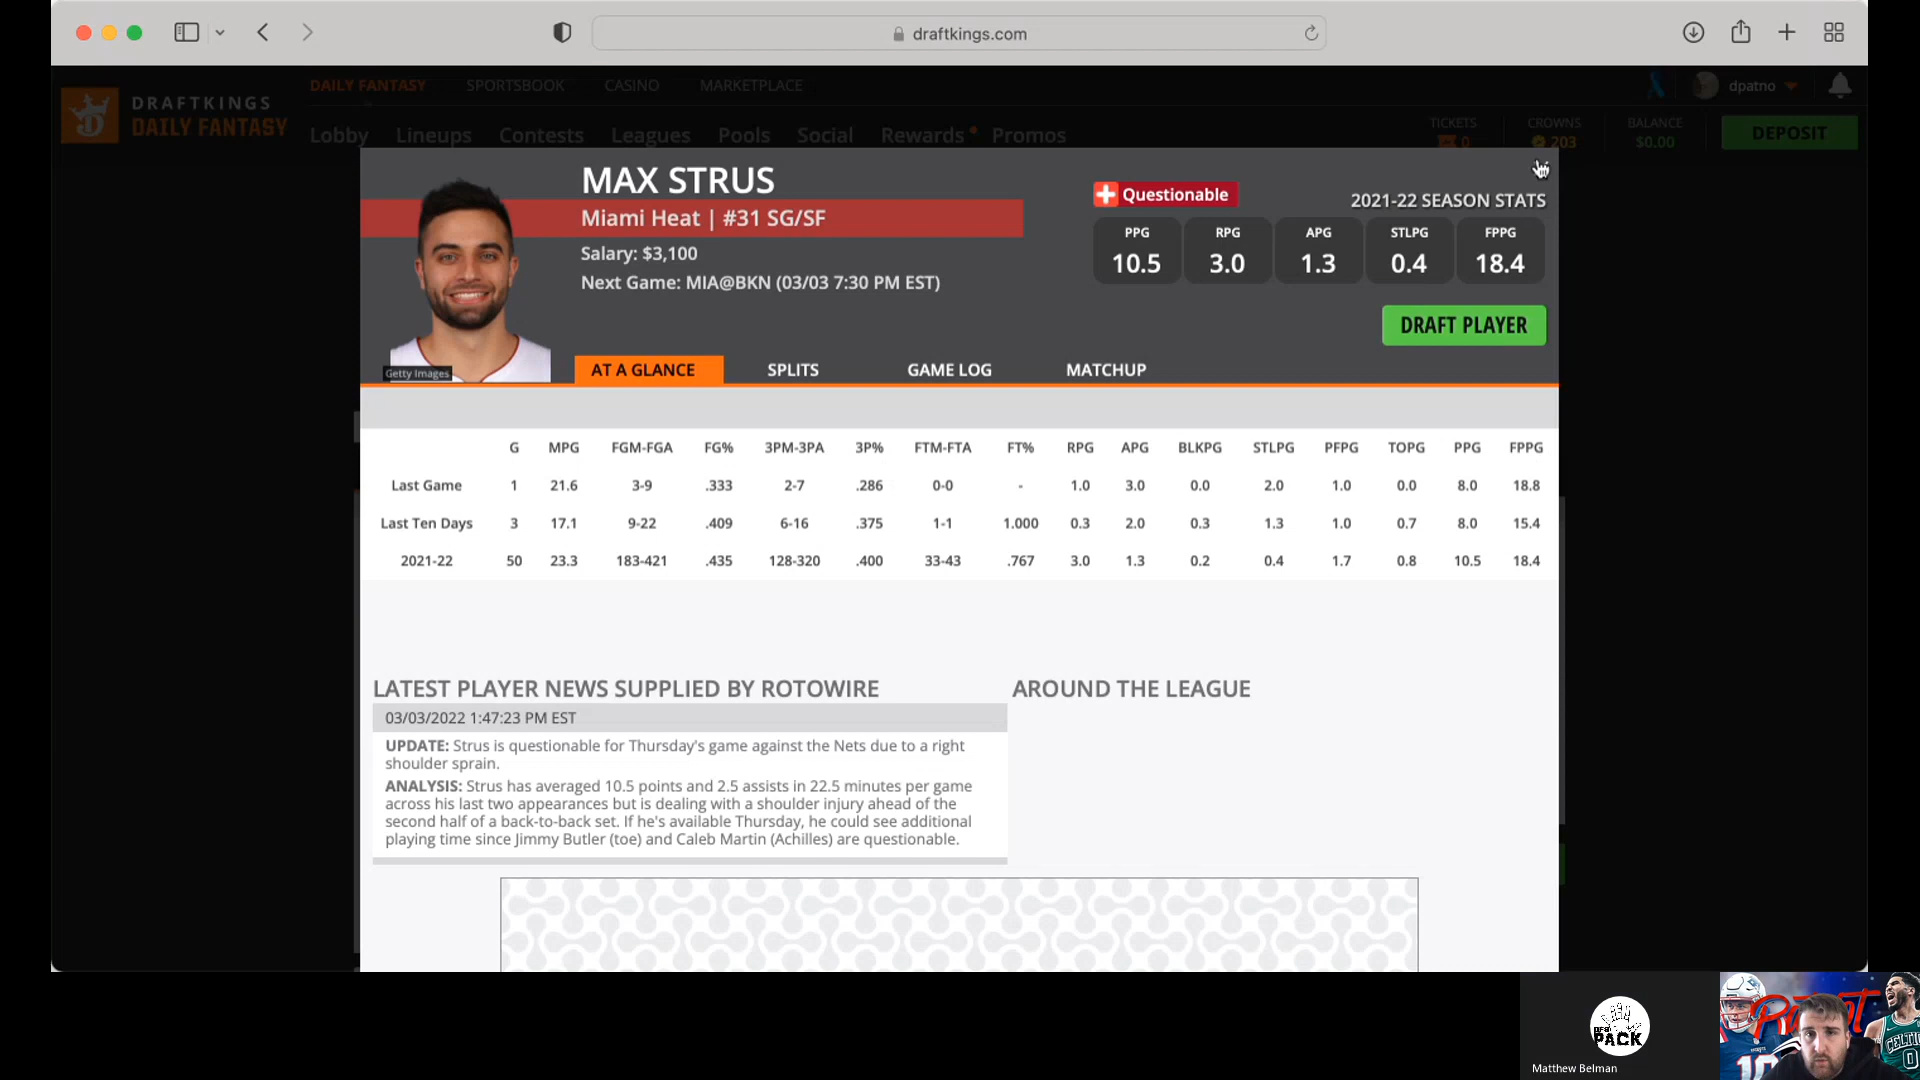 draftkings.com
DRAFTKINGS
DAILY FANTASY
DAILY FANTASY SPORTSBOOK CASINO MARKETPLACE
dpatno
Lobby Lineups Contests Leagues Pools Social Rewards Promos
TICKETS CROWNS BALANCE
0 203 $0.00
DEPOSIT
MAX STRUS
Miami Heat | #31 SG/SF
Salary: $3,100
Next Game: MIA@BKN (03/03 7:30 PM EST)
Questionable
2021-22 SEASON STATS
PPG RPG APG STLPG FPPG
10.5 3.0 1.3 0.4 18.4
DRAFT PLAYER
Getty Images
AT A GLANCE SPLITS GAME LOG MATCHUP
G MPG FGM-FGA FG% 3PM-3PA 3P% FTM-FTA FT% RPG APG BLKPG STLPG PFPG TOPG PPG FPPG
Last Game 1 21.6 3-9 .333 2-7 .286 0-0 - 1.0 3.0 0.0 2.0 1.0 0.0 8.0 18.8
Last Ten Days 3 17.1 9-22 .409 6-16 .375 1-1 1.000 0.3 2.0 0.3 1.3 1.0 0.7 8.0 15.4
2021-22 50 23.3 183-421 .435 128-320 .400 33-43 .767 3.0 1.3 0.2 0.4 1.7 0.8 10.5 18.4
LATEST PLAYER NEWS SUPPLIED BY ROTOWIRE
AROUND THE LEAGUE
03/03/2022 1:47:23 PM EST
UPDATE: Strus is questionable for Thursday's game against the Nets due to a right
shoulder sprain.
ANALYSIS: Strus has averaged 10.5 points and 2.5 assists in 22.5 minutes per game
across his last two appearances but is dealing with a shoulder injury ahead of the
second half of a back-to-back set. If he's available Thursday, he could see additional
playing time since Jimmy Butler (toe) and Caleb Martin (Achilles) are questionable.
PACK
Matthew Belman